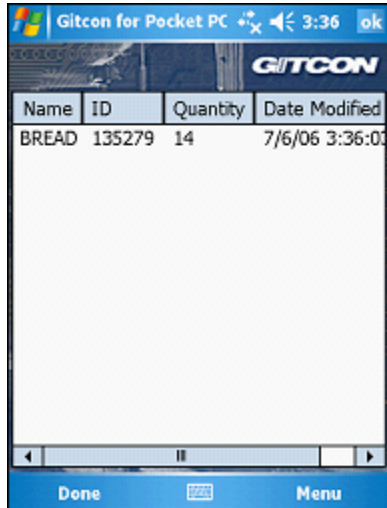 Gitcon for Pocket PC 3:36 ok
GITCON
Name ID Quantity Date Modified
BREAD 135279 14 7/6/06 3:36:03
Done Menu